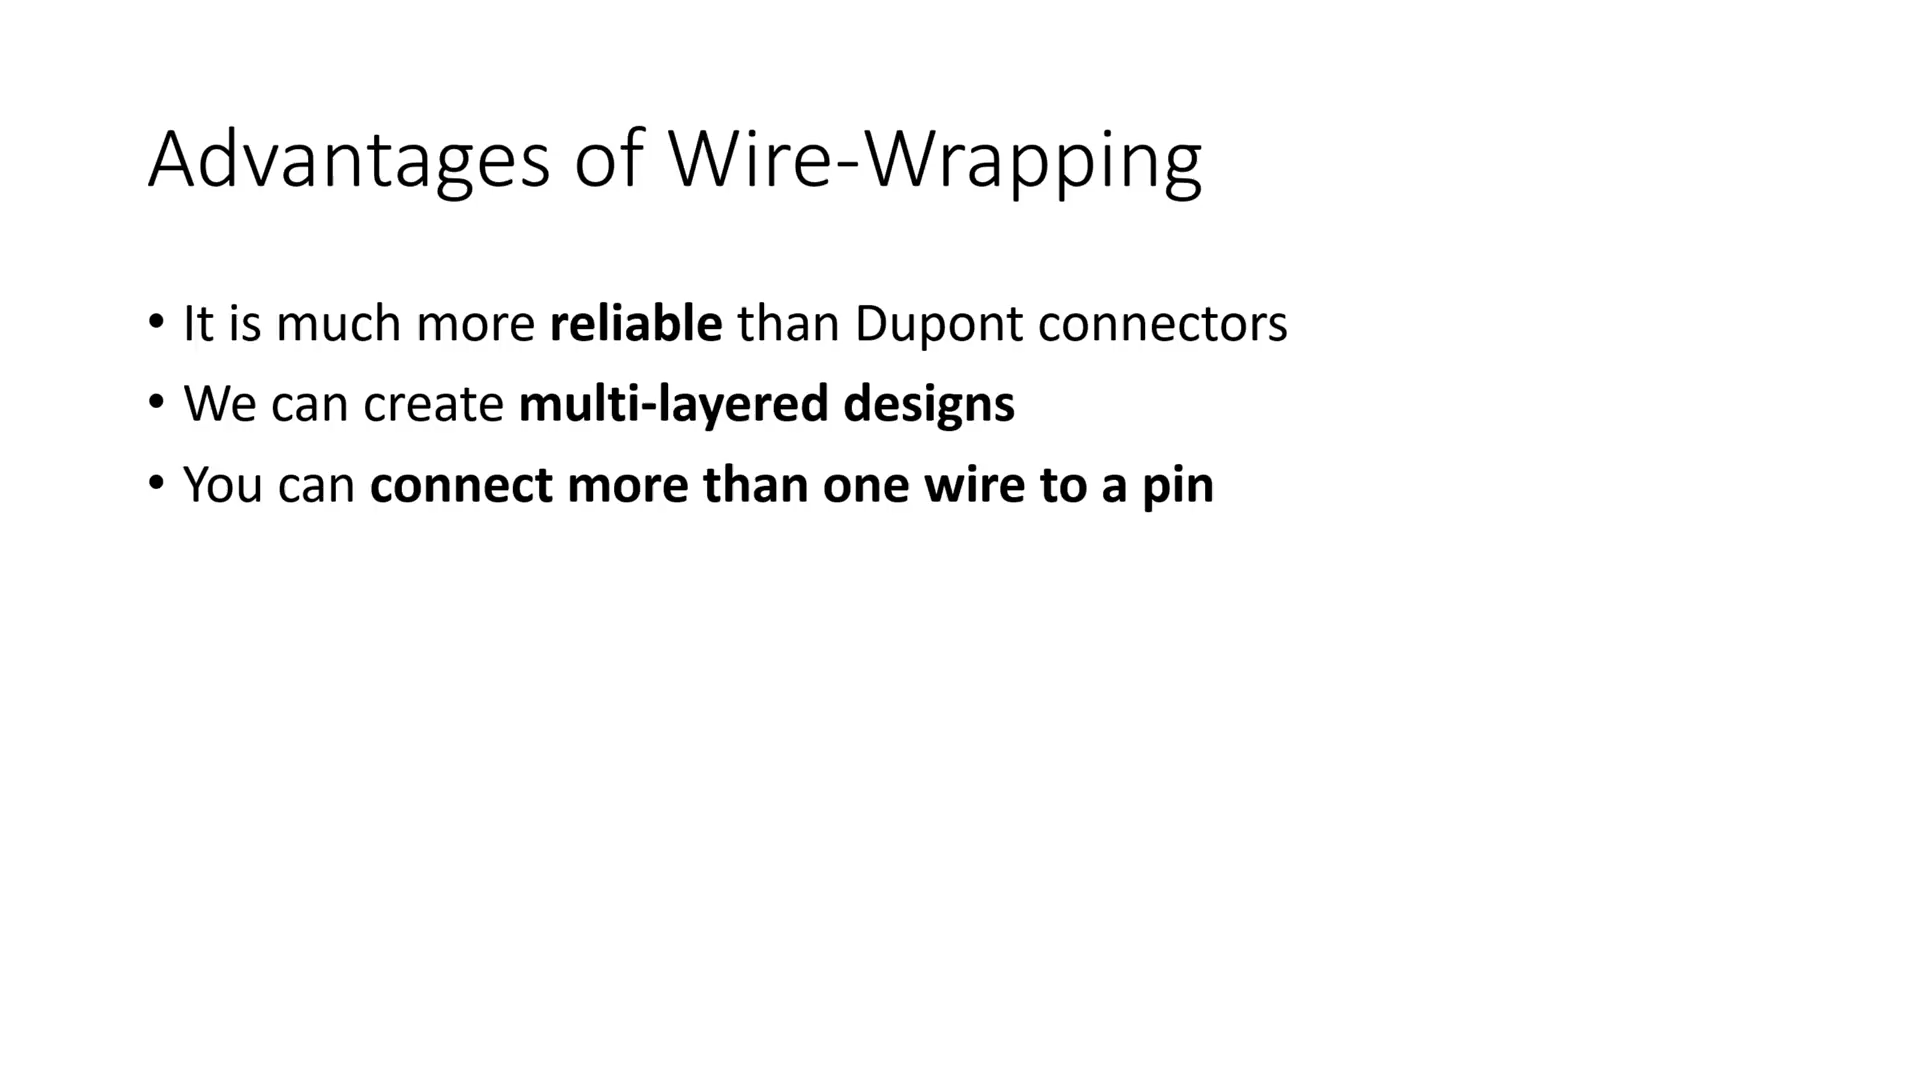 Advantages of Wire-Wrapping
• It is much more reliable than Dupont connectors
• We can create multi-layered designs
• You can connect more than one wire to a pin